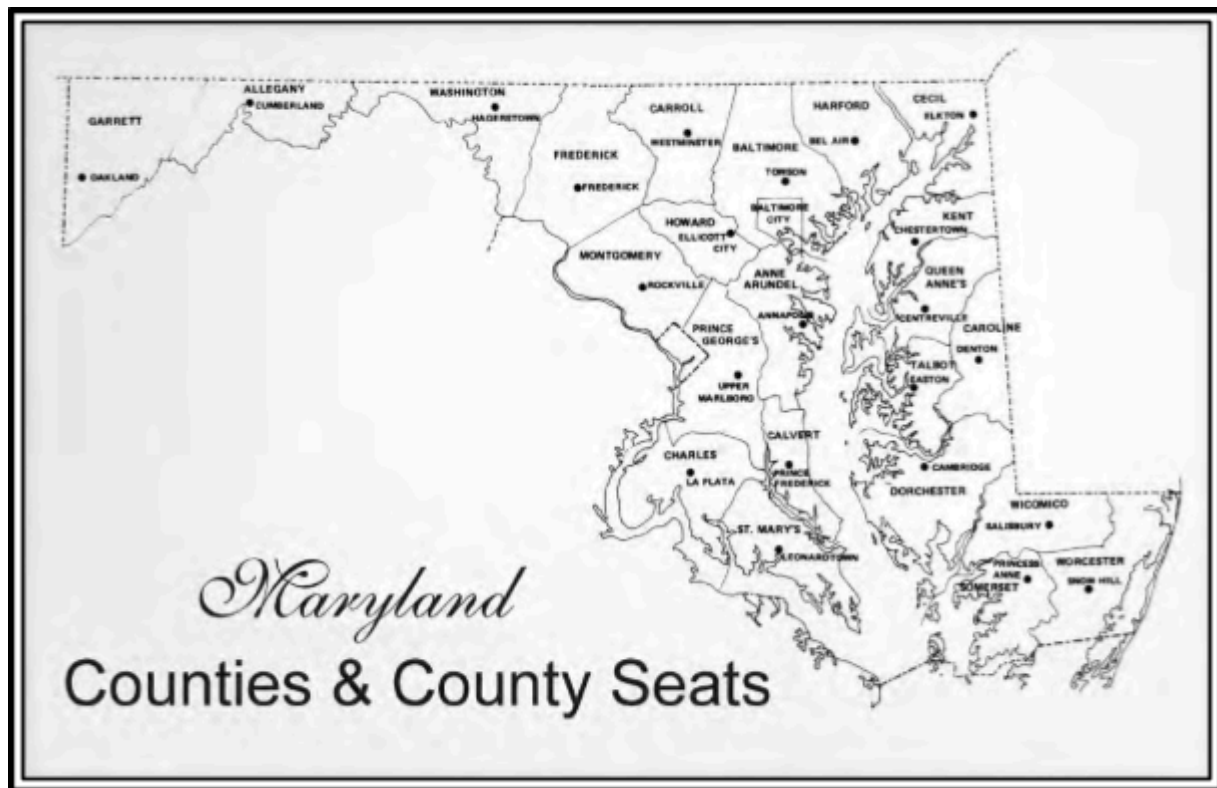 ALLEGANY
CUMBERLAND
GARRETT
OAKLAND
WASHINGTON
HAGERSTOWN
FREDERICK
FREDERICK
CARROLL
WESTMINSTER
BALTIMORE
TOWSON
BALTIMORE
CITY
HARFORD
BEL AIR
CECIL
ELKTON
KENT
CHESTERTOWN
HOWARD
ELLICOTT
CITY
MONTGOMERY
ROCKVILLE
ANNE
ARUNDEL
ANNAPOLIS
QUEEN
ANNE'S
CENTREVILLE
CAROLINE
DENTON
PRINCE
GEORGE'S
UPPER
MARLBORO
TALBOT
EASTON
CALVERT
PRINCE
FREDERICK
CHARLES
LA PLATA
CAMBRIDGE
DORCHESTER
ST. MARY'S
LEONARDTOWN
WICOMICO
SALISBURY
PRINCESS
ANNE
SOMERSET
WORCESTER
SNOW HILL
Maryland
Counties & County Seats